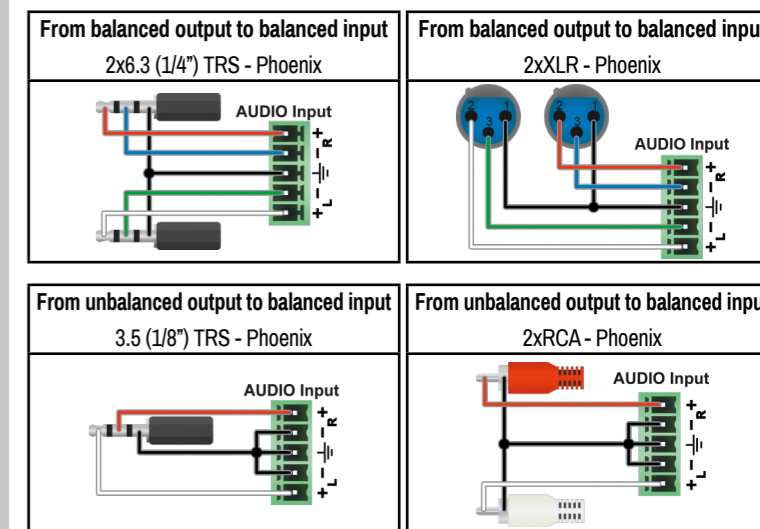 From balanced output to balanced input
2x6.3 (1/4”) TRS - Phoenix
AUDIO Input
+
R
-
-
L
+
From balanced output to balanced inpu
2xXLR - Phoenix
2
1
3
2
1
3
AUDIO Input
+
R
-
-
L
+
From unbalanced output to balanced input
3.5 (1/8”) TRS - Phoenix
AUDIO Input
+
R
-
-
L
+
From unbalanced output to balanced inpu
2xRCA - Phoenix
AUDIO Input
+
R
-
-
L
+